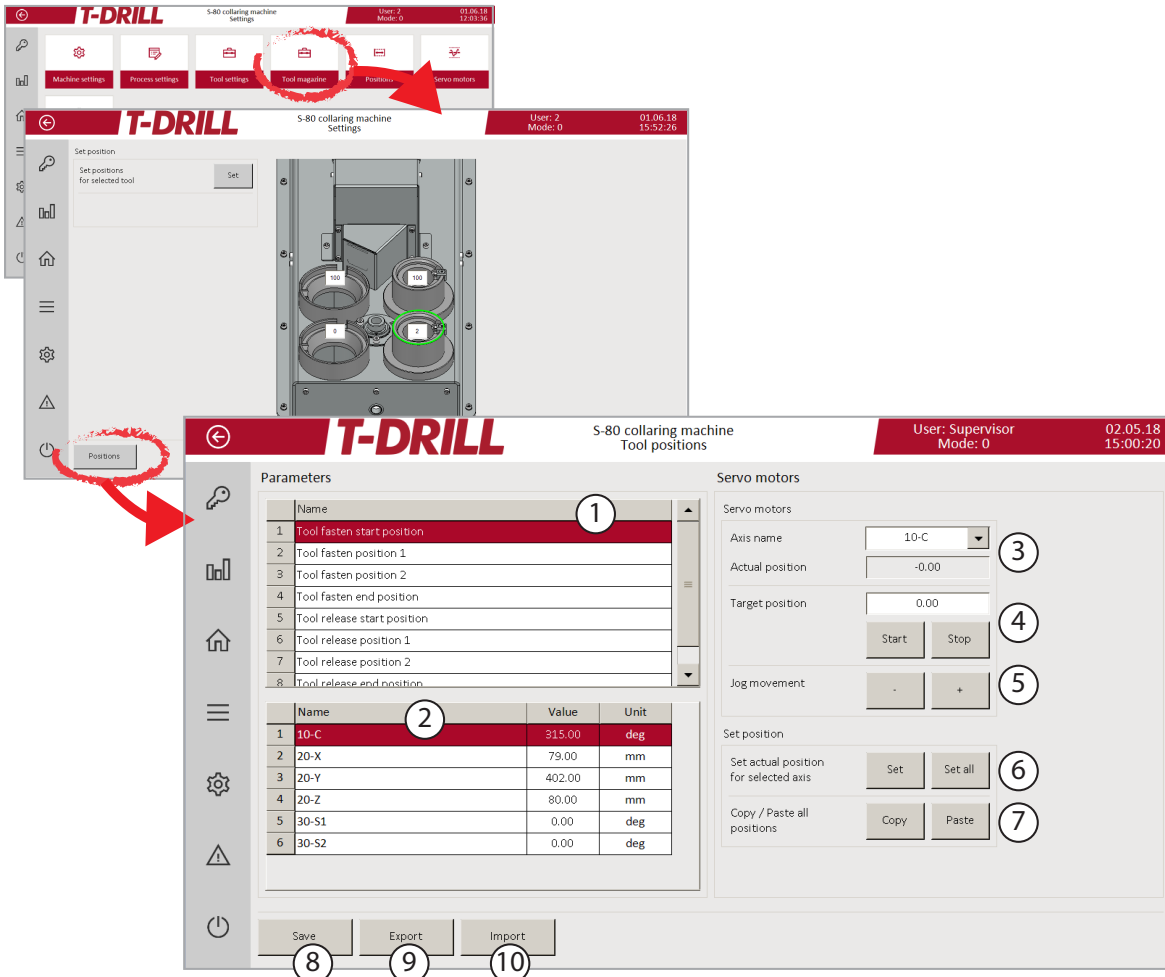 T-DRILL
S-80 collaring machine
Settings
User: 2
Mode: 0
01.06.18
12:03:36
Machine settings
Process settings
Tool settings
Tool magazine
Positions
Servo motors
T-DRILL
S-80 collaring machine
Settings
User: 2
Mode: 0
01.06.18
15:52:26
Set position
Set positions
for selected tool
Set
100
100
0
2
Positions
T-DRILL
S-80 collaring machine
Tool positions
User: Supervisor
Mode: 0
02.05.18
15:00:20
Parameters
Name
1
1 Tool fasten start position
2 Tool fasten position 1
3 Tool fasten position 2
4 Tool fasten end position
5 Tool release start position
6 Tool release position 1
7 Tool release position 2
8 Tool release end position
Name 2 Value Unit
1 10-C 315.00 deg
2 20-X 79.00 mm
3 20-Y 402.00 mm
4 20-Z 80.00 mm
5 30-S1 0.00 deg
6 30-S2 0.00 deg
Servo motors
Servo motors
Axis name 10-C
3
Actual position -0.00
Target position 0.00
4
Start Stop
Jog movement - + 5
Set position
Set actual position
for selected axis
Set Set all 6
Copy / Paste all
positions
Copy Paste 7
Save Export Import
8 9 10